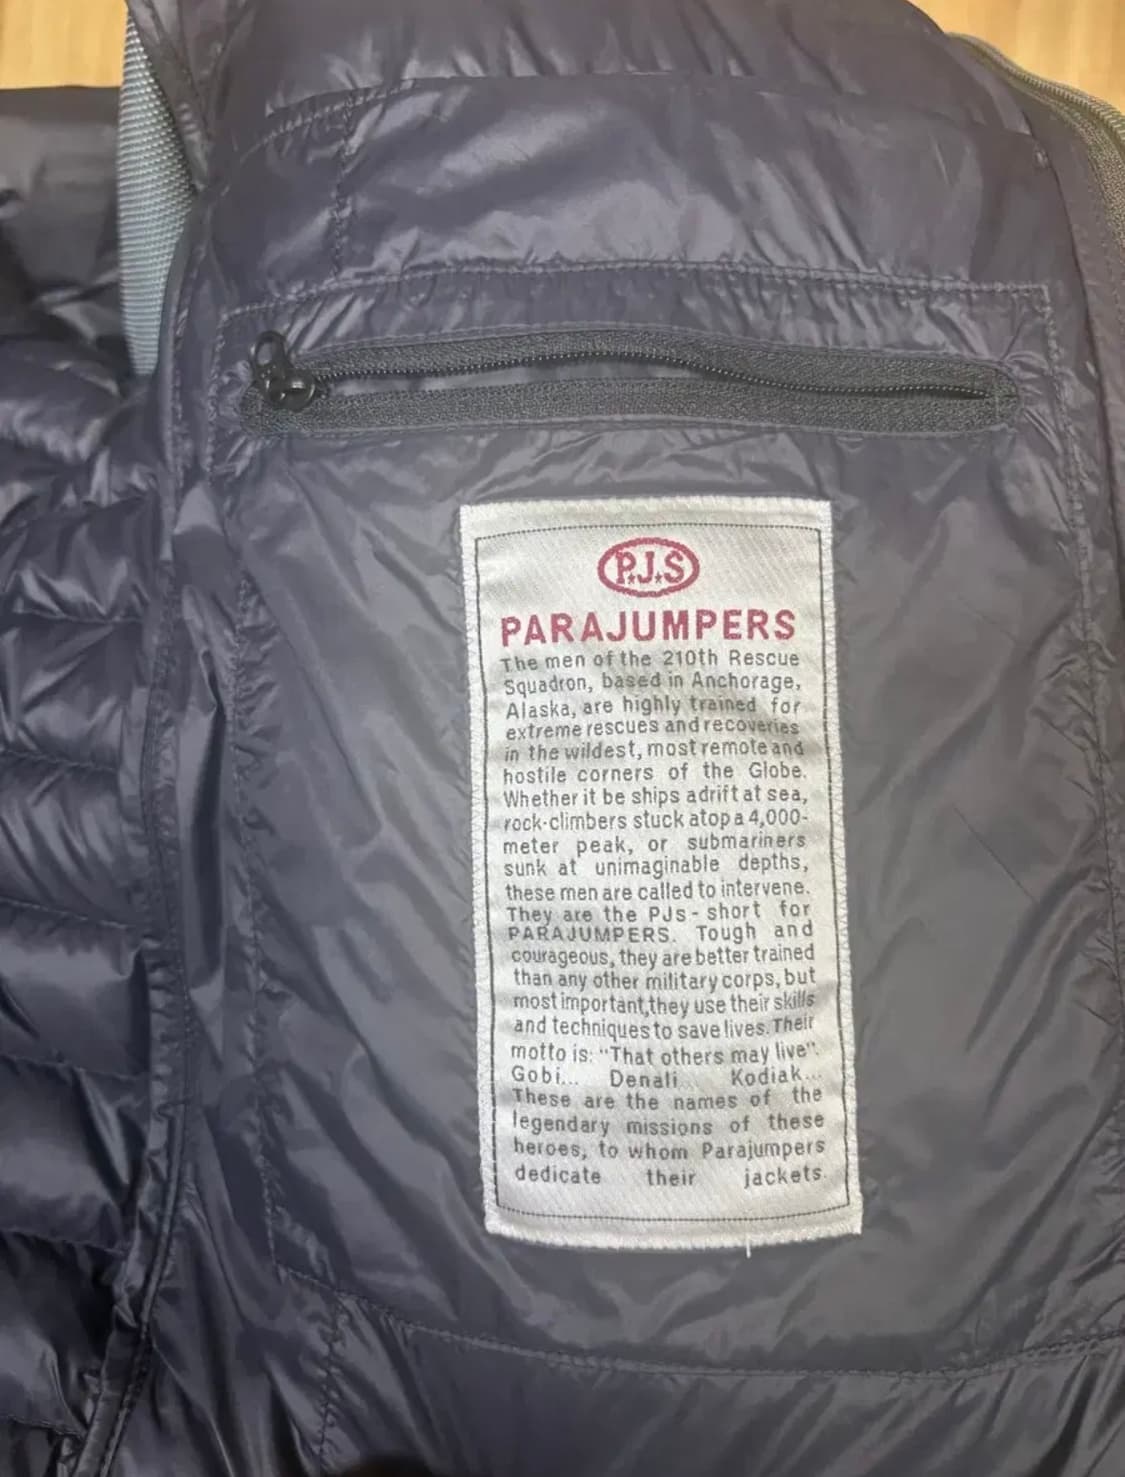 P.J.S
PARAJUMPERS
The men of the 210th Rescue
Squadron, based in Anchorage,
Alaska, are highly trained for
extreme rescues and recoveries
in the wildest, most remote and
hostile corners of the Globe.
Whether it be ships adrift at sea,
rock-climbers stuck atop a 4,000-
meter peak, or submariners
sunk at unimaginable depths,
these men are called to intervene.
They are the PJs - short for
PARAJUMPERS. Tough and
courageous, they are better trained
than any other military corps, but
most important,they use their skills
and techniques to save lives. Their
motto is: "That others may live".
Gobi... Denali... Kodiak...
These are the names of the
legendary missions of these
heroes, to whom Parajumpers
dedicate their jackets.